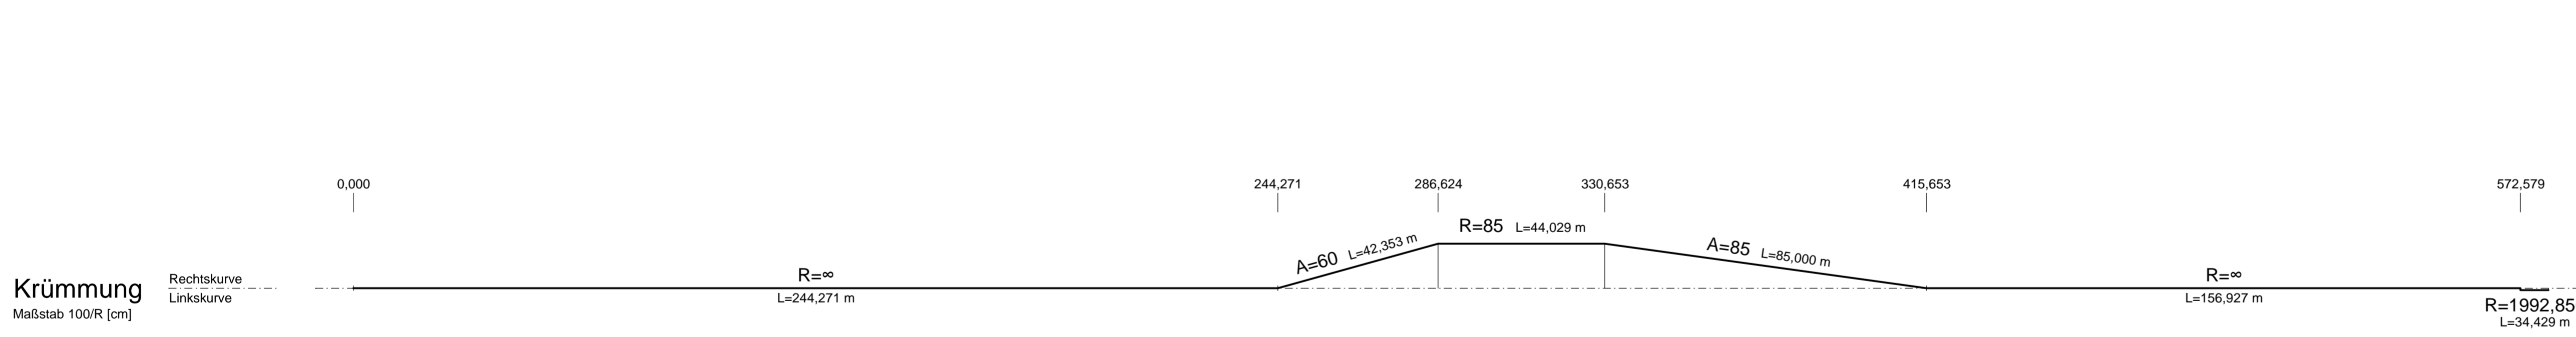 0,000
244,271
286,624
330,653
415,653
572,579
Krümmung
Maßstab 100/R [cm]
Rechtskurve
Linkskurve
R=∞
L=244,271 m
A=60 L=42,353 m
R=85 L=44,029 m
A=85 L=85,000 m
R=∞
L=156,927 m
R=1992,85
L=34,429 m